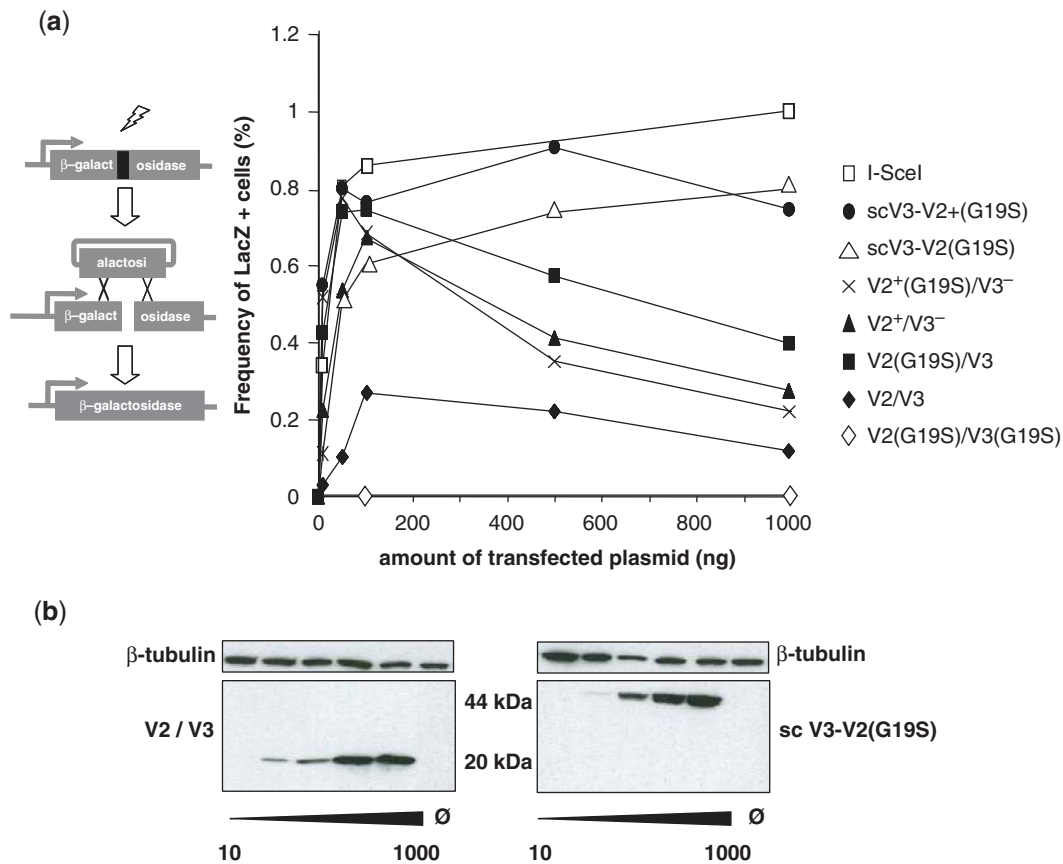 (a)
β–galact
osidase
alactosi
β–galact
osidase
β–galactosidase
Frequency of LacZ + cells (%)
1.2
1
0.8
0.6
0.4
0.2
0
0
200
400
600
800
1000
amount of transfected plasmid (ng)
I-SceI
scV3-V2+(G19S)
scV3-V2(G19S)
V2⁺(G19S)/V3⁻
V2⁺/V3⁻
V2(G19S)/V3
V2/V3
V2(G19S)/V3(G19S)
(b)
β-tubulin
β-tubulin
V2 / V3
44 kDa
20 kDa
sc V3-V2(G19S)
Ø
Ø
10
1000
10
1000